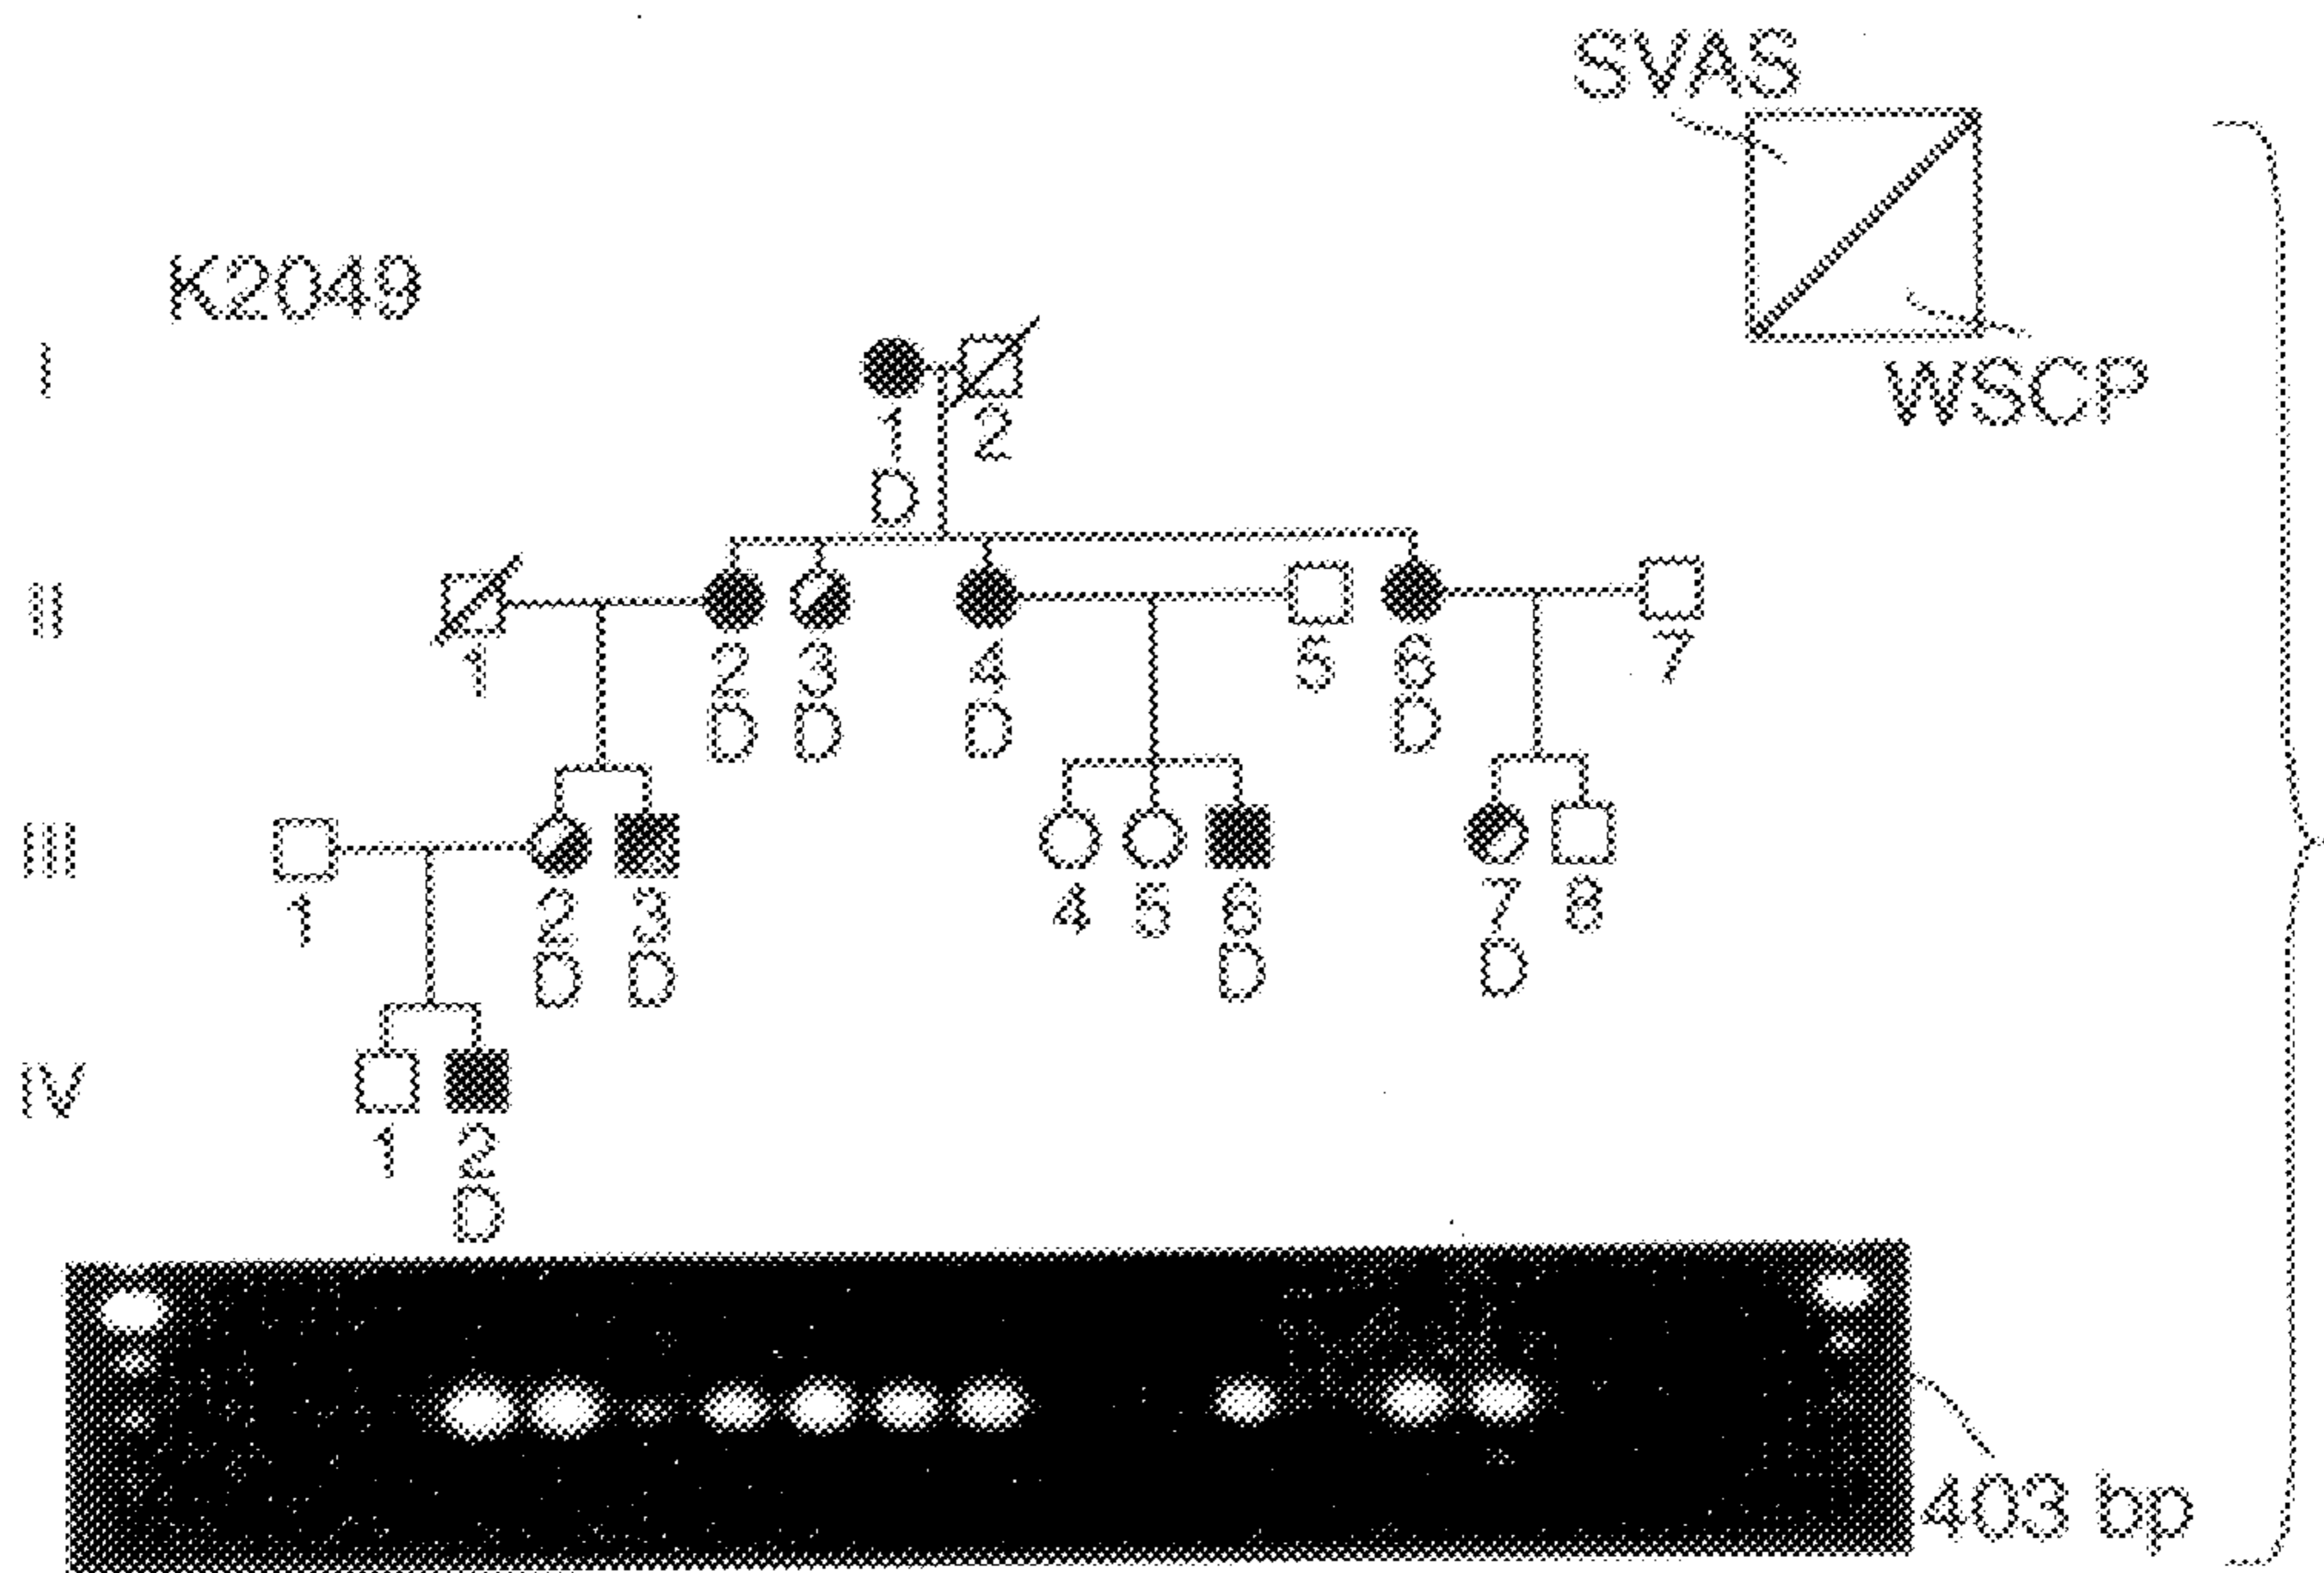 SVAS
K2049
WSCP
I
1 2
D
II
1 2 3 4 5 6 7
D D D D
III
1 2 3 4 5 6 7 8
D D D D
IV
1 2
D
403 bp